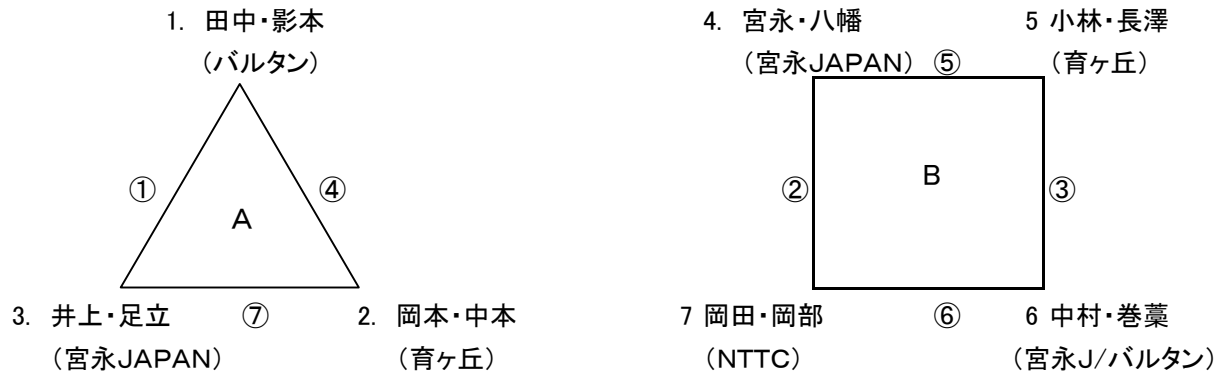 1. 田中・影本
(バルタン)
4. 宮永・八幡
(宮永JAPAN)
5 小林・長澤
(育ヶ丘)
⑤
①
④
A
②
B
③
3. 井上・足立
(宮永JAPAN)
⑦
2. 岡本・中本
(育ヶ丘)
7 岡田・岡部
(NTTC)
⑥
6 中村・巻藁
(宮永J/バルタン)